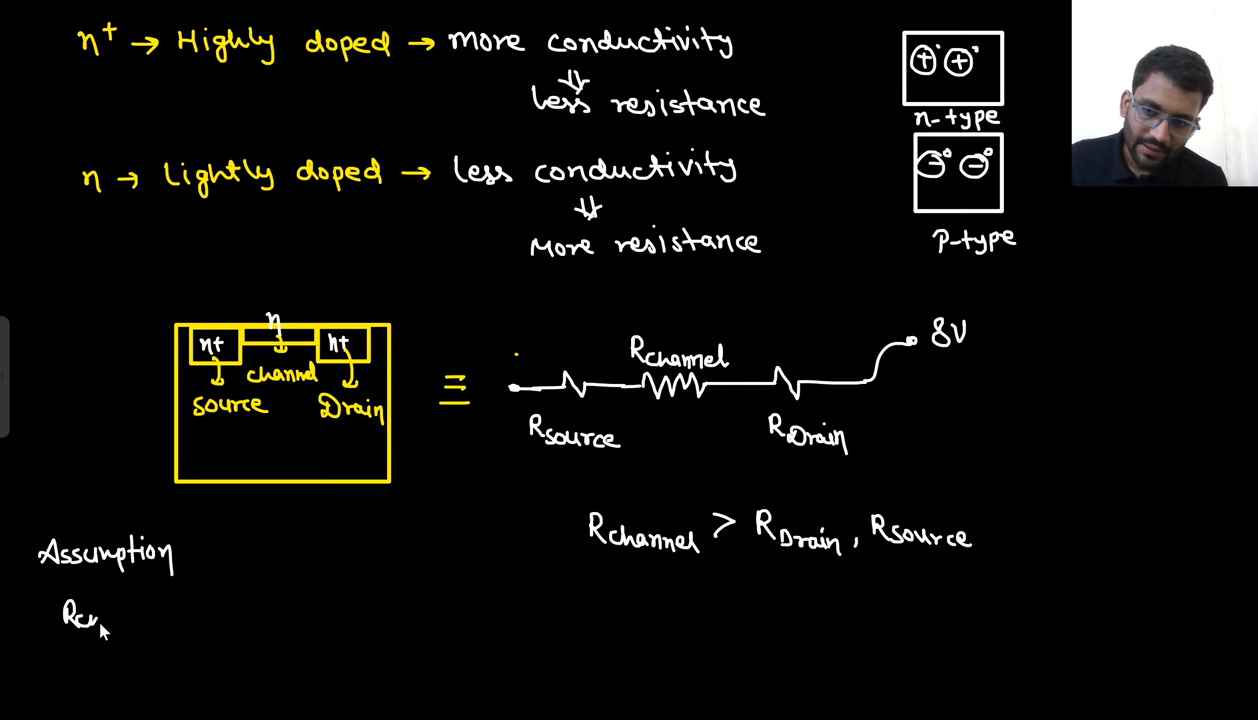 n+ → Highly doped → more conductivity
⇓
less resistance
n → Lightly doped → less conductivity
⇓
More resistance
+ +
n-type
- -
p-type
n
n+ n+
channel
source Drain
≡
Rchannel
8V
Rsource RDrain
Rchannel > RDrain, Rsource
Assumption